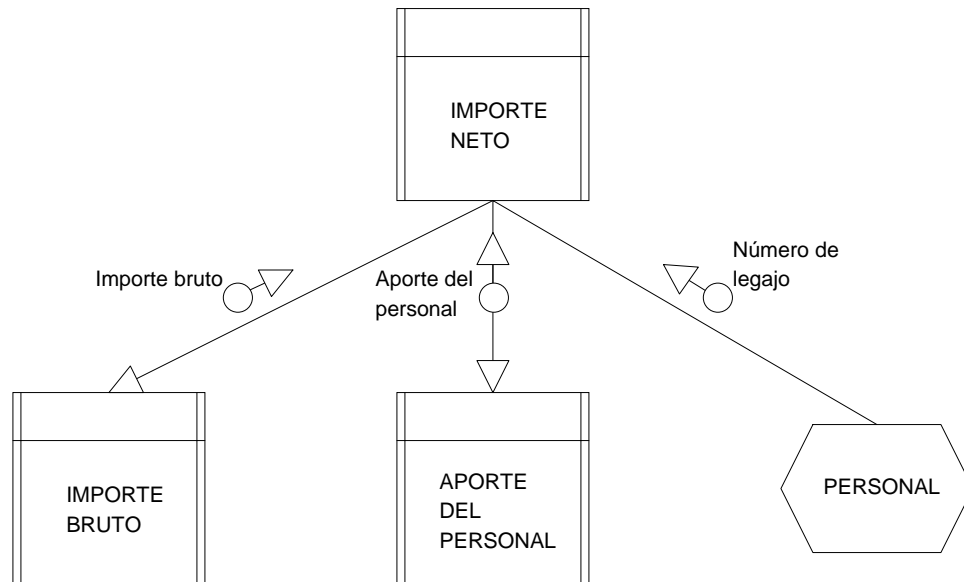 IMPORTE
NETO
Importe bruto
Aporte del
personal
Número de
legajo
IMPORTE
BRUTO
APORTE
DEL
PERSONAL
PERSONAL